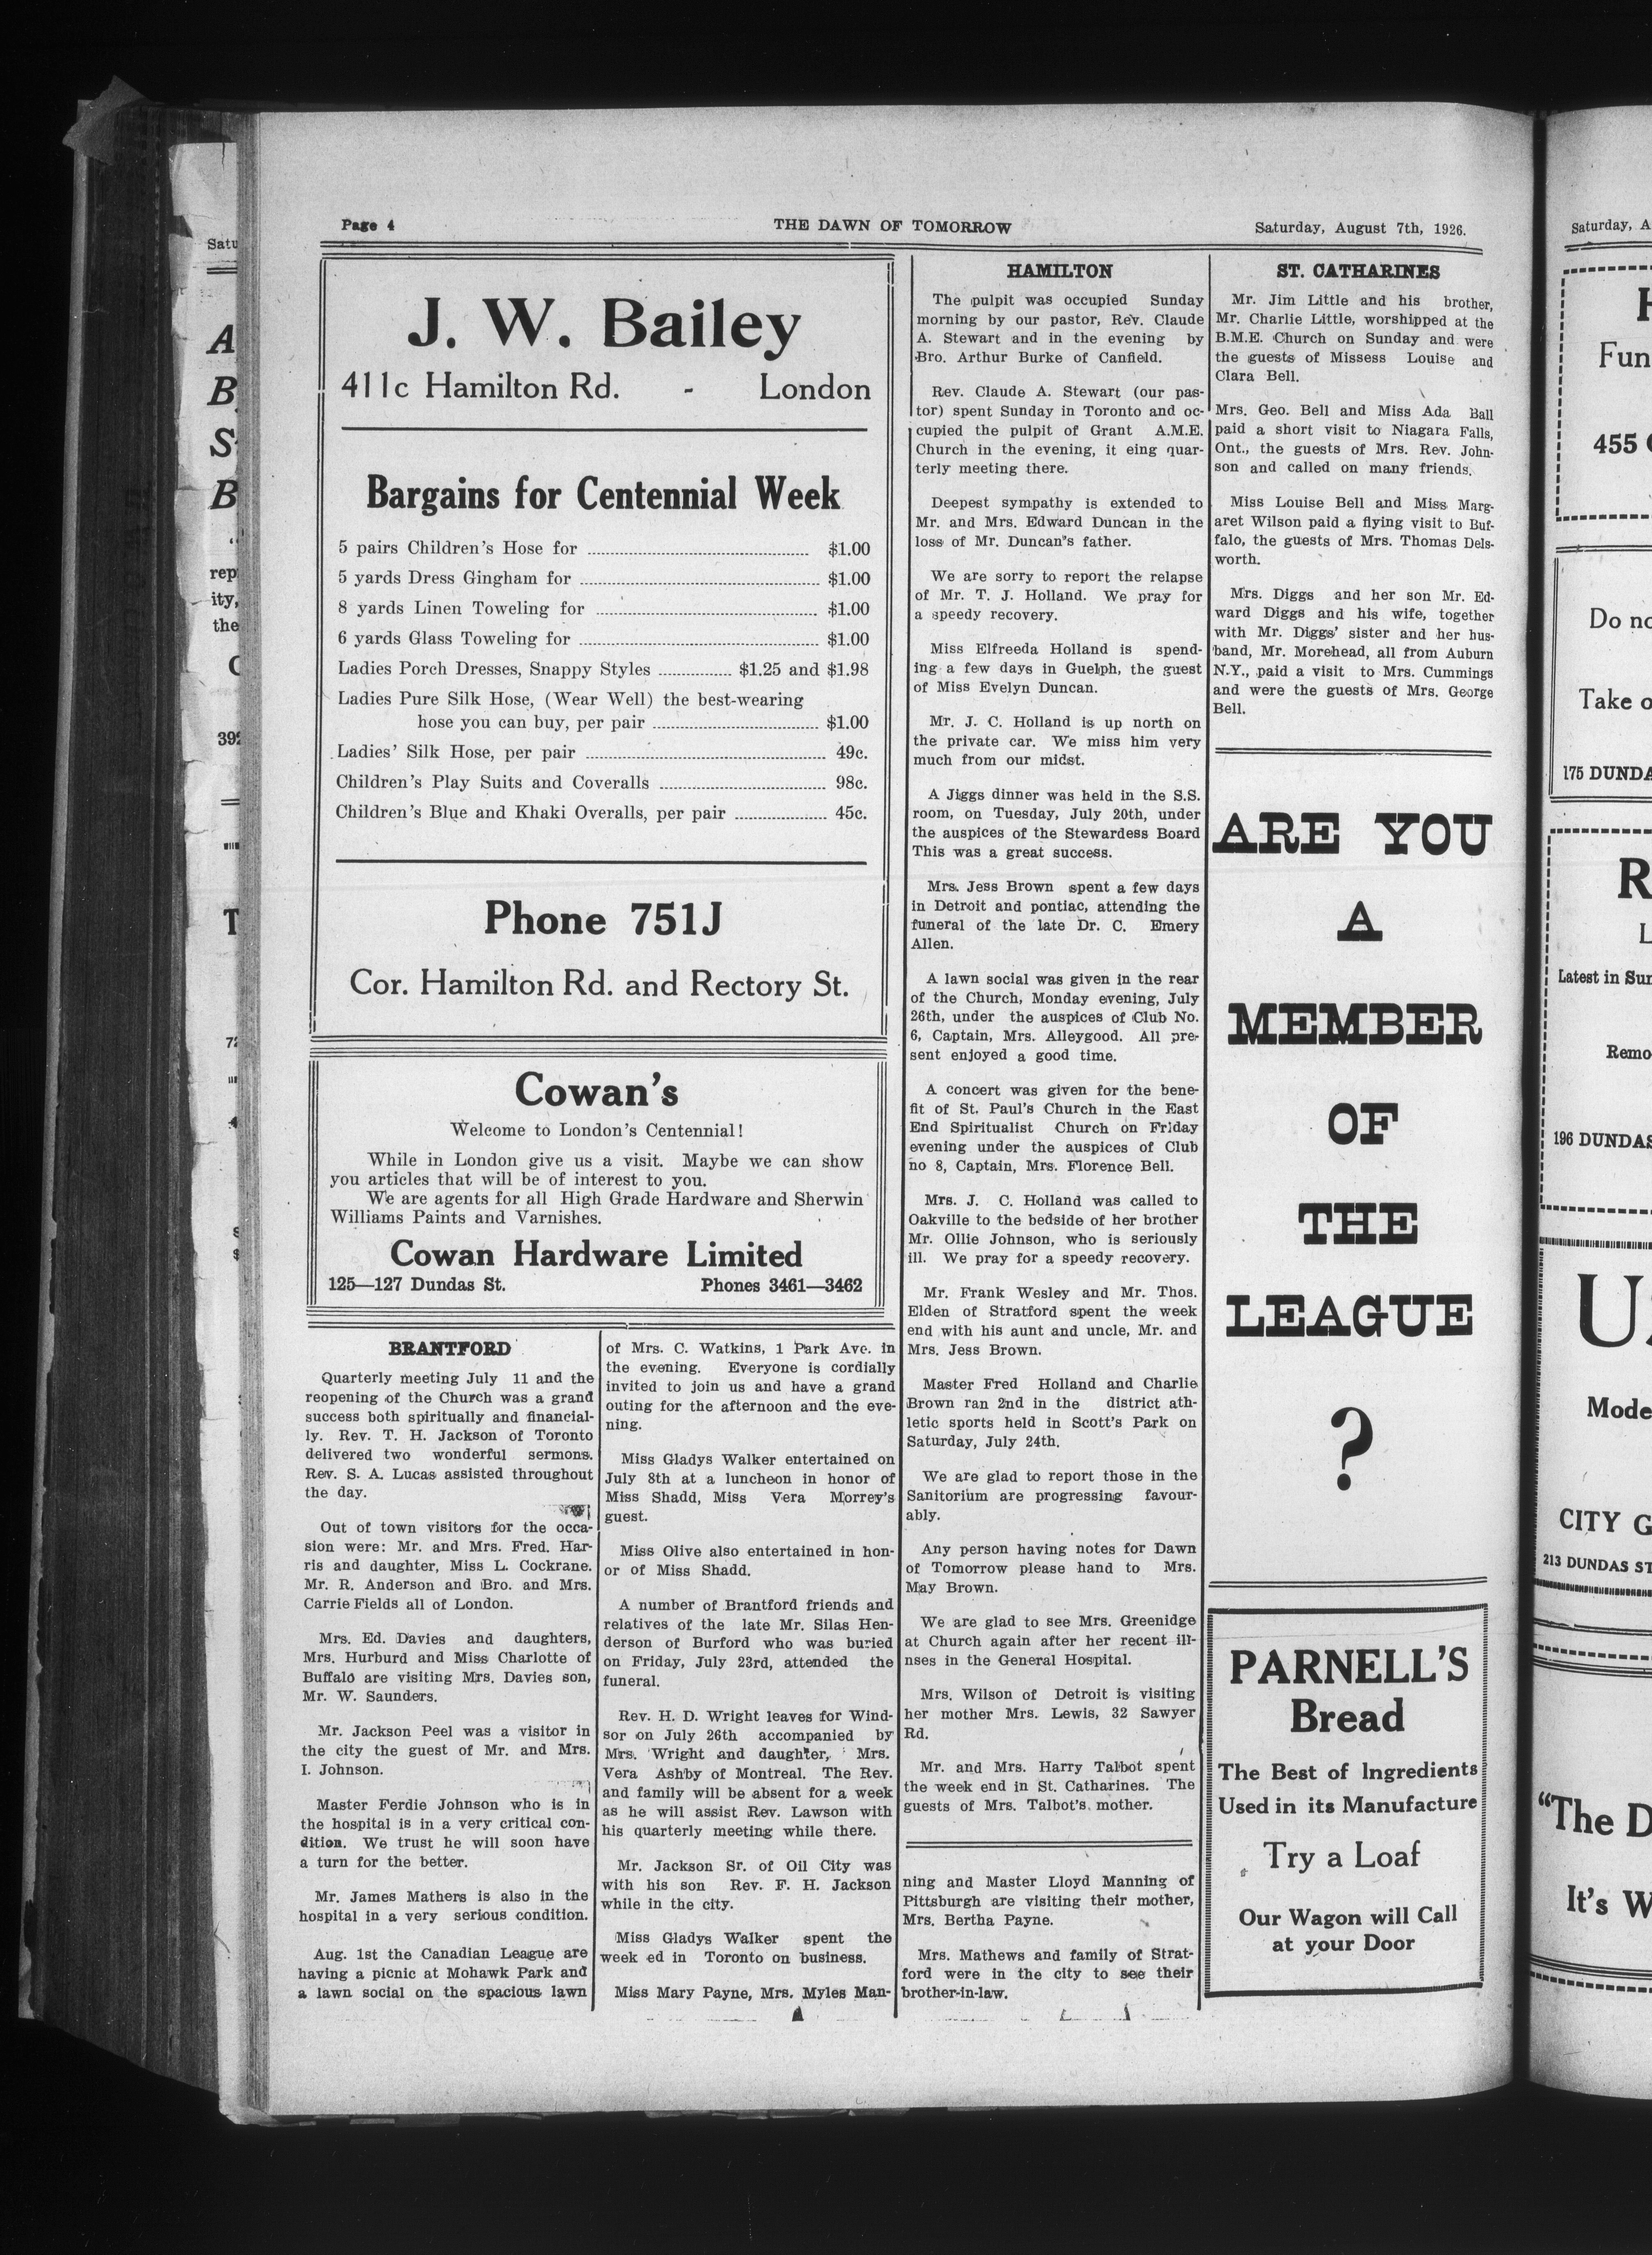 Page 4
THE DAWN OF TOMORROW
Saturday, August 7th, 1926.
J. W. Bailey
411c Hamilton Rd. - London
Bargains for Centennial Week
5 pairs Children's Hose for ........ $1.00
5 yards Dress Gingham for ........ $1.00
8 yards Linen Toweling for ........ $1.00
6 yards Glass Toweling for ........ $1.00
Ladies Porch Dresses, Snappy Styles ........ $1.25 and $1.98
Ladies Pure Silk Hose, (Wear Well) the best-wearing
hose you can buy, per pair ........ $1.00
Ladies' Silk Hose, per pair ........ 49c.
Children's Play Suits and Coveralls ........ 98c.
Children's Blue and Khaki Overalls, per pair ........ 45c.
Phone 751J
Cor. Hamilton Rd. and Rectory St.
Cowan's
Welcome to London's Centennial!
While in London give us a visit. Maybe we can show
you articles that will be of interest to you.
We are agents for all High Grade Hardware and Sherwin
Williams Paints and Varnishes.
Cowan Hardware Limited
125—127 Dundas St. Phones 3461—3462
BRANTFORD
Quarterly meeting July 11 and the
reopening of the Church was a grand
success both spiritually and financial-
ly. Rev. T. H. Jackson of Toronto
delivered two wonderful sermons.
Rev. S. A. Lucas assisted throughout
the day.
Out of town visitors for the occa-
sion were: Mr. and Mrs. Fred. Har-
ris and daughter, Miss L. Cockrane.
Mr. R. Anderson and Bro. and Mrs.
Carrie Fields all of London.
Mrs. Ed. Davies and daughters,
Mrs. Hurburd and Miss Charlotte of
Buffalo are visiting Mrs. Davies son,
Mr. W. Saunders.
Mr. Jackson Peel was a visitor in
the city the guest of Mr. and Mrs.
I. Johnson.
Master Ferdie Johnson who is in
the hospital is in a very critical con-
dition. We trust he will soon have
a turn for the better.
Mr. James Mathers is also in the
hospital in a very serious condition.
Aug. 1st the Canadian League are
having a picnic at Mohawk Park and
a lawn social on the spacious lawn
of Mrs. C. Watkins, 1 Park Ave. in
the evening. Everyone is cordially
invited to join us and have a grand
outing for the afternoon and the eve-
ning.
Miss Gladys Walker entertained on
July 8th at a luncheon in honor of
Miss Shadd, Miss Vera Morrey's
guest.
Miss Olive also entertained in hon-
or of Miss Shadd.
A number of Brantford friends and
relatives of the late Mr. Silas Hen-
derson of Burford who was buried
on Friday, July 23rd, attended the
funeral.
Rev. H. D. Wright leaves for Wind-
sor on July 26th accompanied by
Mrs. Wright and daughter, Mrs.
Vera Ashby of Montreal. The Rev.
and family will be absent for a week
as he will assist Rev. Lawson with
his quarterly meeting while there.
Mr. Jackson Sr. of Oil City was
with his son Rev. F. H. Jackson
while in the city.
Miss Gladys Walker spent the
week ed in Toronto on business.
Miss Mary Payne, Mrs. Myles Man-
HAMILTON
The pulpit was occupied Sunday
morning by our pastor, Rev. Claude
A. Stewart and in the evening by
Bro. Arthur Burke of Canfield.
Rev. Claude A. Stewart (our pas-
tor) spent Sunday in Toronto and oc-
cupied the pulpit of Grant A.M.E.
Church in the evening, it eing quar-
terly meeting there.
Deepest sympathy is extended to
Mr. and Mrs. Edward Duncan in the
loss of Mr. Duncan's father.
We are sorry to report the relapse
of Mr. T. J. Holland. We pray for
a speedy recovery.
Miss Elfreeda Holland is spend-
ing a few days in Guelph, the guest
of Miss Evelyn Duncan.
Mr. J. C. Holland is up north on
the private car. We miss him very
much from our midst.
A Jiggs dinner was held in the S.S.
room, on Tuesday, July 20th, under
the auspices of the Stewardess Board
This was a great success.
Mrs. Jess Brown spent a few days
in Detroit and pontiac, attending the
funeral of the late Dr. C. Emery
Allen.
A lawn social was given in the rear
of the Church, Monday evening, July
26th, under the auspices of Club No.
6, Captain, Mrs. Alleygood. All pre-
sent enjoyed a good time.
A concert was given for the bene-
fit of St. Paul's Church in the East
End Spiritualist Church on Friday
evening under the auspices of Club
no 8, Captain, Mrs. Florence Bell.
Mrs. J. C. Holland was called to
Oakville to the bedside of her brother
Mr. Ollie Johnson, who is seriously
ill. We pray for a speedy recovery.
Mr. Frank Wesley and Mr. Thos.
Elden of Stratford spent the week
end with his aunt and uncle, Mr. and
Mrs. Jess Brown.
Master Fred Holland and Charlie
Brown ran 2nd in the district ath-
letic sports held in Scott's Park on
Saturday, July 24th.
We are glad to report those in the
Sanitorium are progressing favour-
ably.
Any person having notes for Dawn
of Tomorrow please hand to Mrs.
May Brown.
We are glad to see Mrs. Greenidge
at Church again after her recent ill-
nses in the General Hospital.
Mrs. Wilson of Detroit is visiting
her mother Mrs. Lewis, 32 Sawyer
Rd.
Mr. and Mrs. Harry Talbot spent
the week end in St. Catharines. The
guests of Mrs. Talbot's mother.
ning and Master Lloyd Manning of
Pittsburgh are visiting their mother,
Mrs. Bertha Payne.
Mrs. Mathews and family of Strat-
ford were in the city to see their
brother-in-law.
ST. CATHARINES
Mr. Jim Little and his brother,
Mr. Charlie Little, worshipped at the
B.M.E. Church on Sunday and were
the guests of Missess Louise and
Clara Bell.
Mrs. Geo. Bell and Miss Ada Ball
paid a short visit to Niagara Falls,
Ont., the guests of Mrs. Rev. John-
son and called on many friends.
Miss Louise Bell and Miss Marg-
aret Wilson paid a flying visit to Buf-
falo, the guests of Mrs. Thomas Dels-
worth.
Mrs. Diggs and her son Mr. Ed-
ward Diggs and his wife, together
with Mr. Diggs' sister and her hus-
band, Mr. Morehead, all from Auburn
N.Y., paid a visit to Mrs. Cummings
and were the guests of Mrs. George
Bell.
ARE YOU
A
MEMBER
OF
THE
LEAGUE
?
PARNELL'S
Bread
The Best of Ingredients
Used in its Manufacture
Try a Loaf
Our Wagon will Call
at your Door
Saturday, A
Fun
455
Do no
Take o
175 DUNDA
R
L
Latest in Sun
Remo
196 DUNDAS
Mode
CITY G
213 DUNDAS ST
"The D
It's W